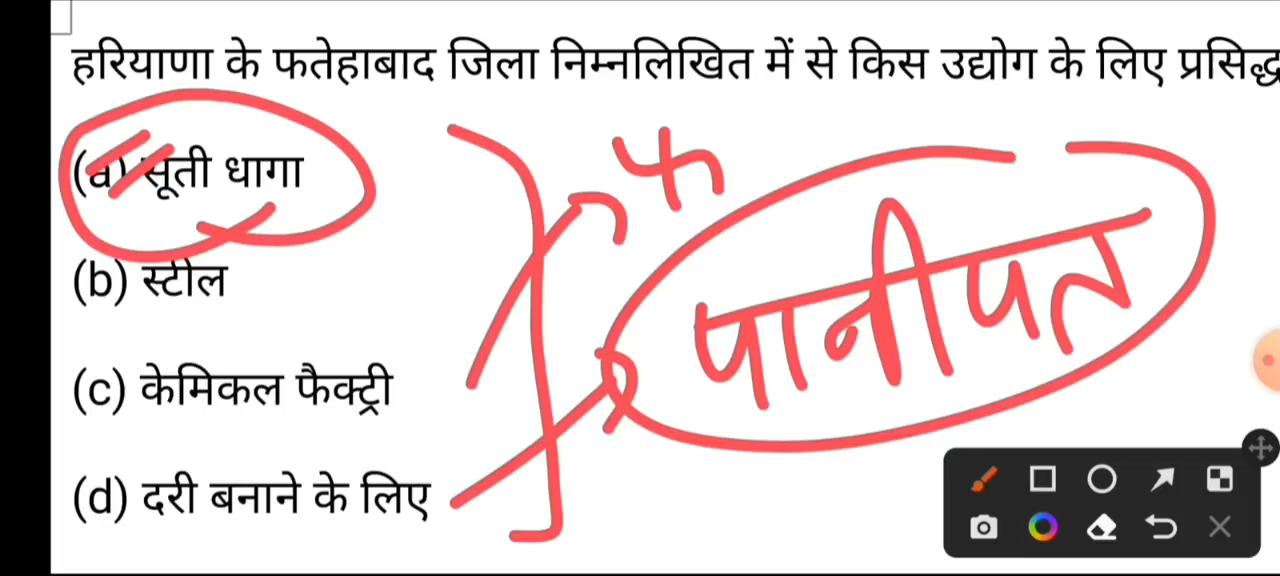 हरियाणा के फतेहाबाद जिला निम्नलिखित में से किस उद्योग के लिए प्रसिद्ध
(a) सूती धागा
(b) स्टील
(c) केमिकल फैक्ट्री
(d) दरी बनाने के लिए
पानीपत